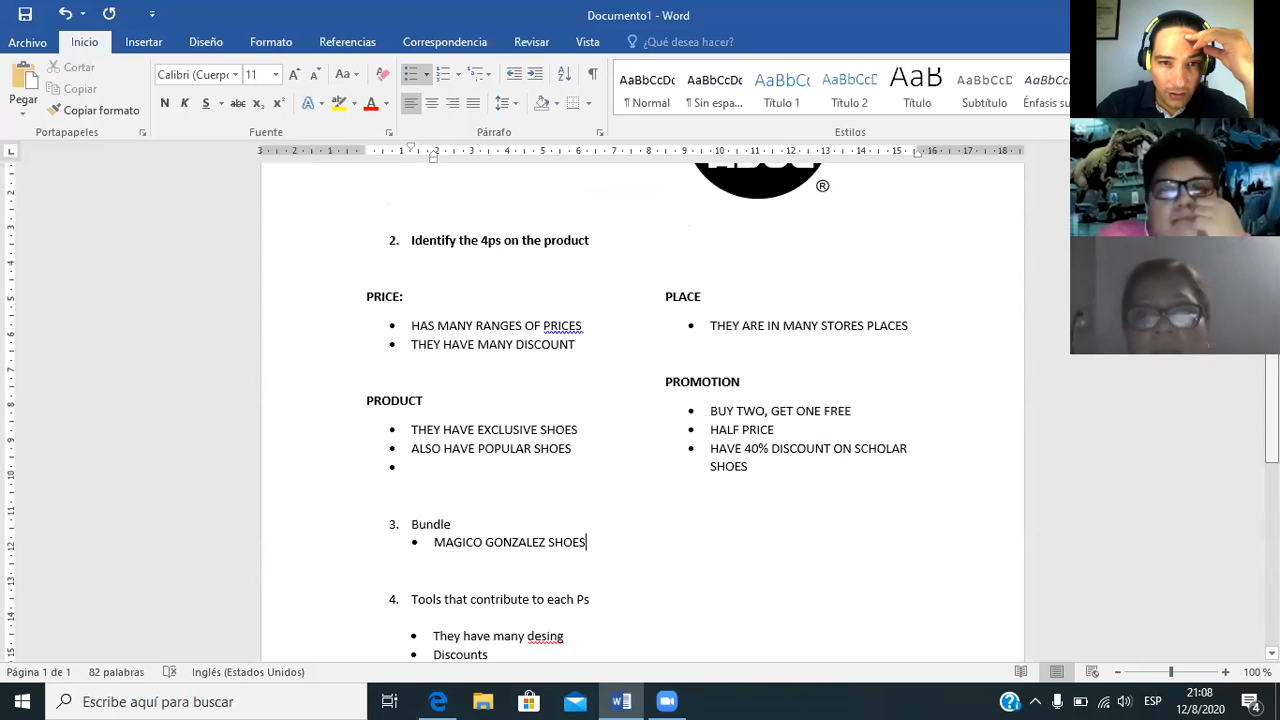 Documento1 - Word
Archivo Inicio Insertar Diseño Formato Referencias Correspondencia ¿Qué desea hacer?
Pegar
Cortar
Copiar
Copiar formato
Portapapeles
Calibri (Cuerpo 11
N K S abc x₂ x²
Fuente
Párrafo
AaBbCcDc AaBbCcDc AaBbCcD AaBbCcD AaB AaBbCcD
¶ Normal ¶ Sin espa... Título 1 Título 2 Título Subtítulo Énfasis su
Estilos
®
2. Identify the 4ps on the product
PRICE:
• HAS MANY RANGES OF PRICES
• THEY HAVE MANY DISCOUNT
PRODUCT
• THEY HAVE EXCLUSIVE SHOES
• ALSO HAVE POPULAR SHOES
•
PLACE
• THEY ARE IN MANY STORES PLACES
PROMOTION
• BUY TWO, GET ONE FREE
• HALF PRICE
• HAVE 40% DISCOUNT ON SCHOLAR
SHOES
3. Bundle
• MAGICO GONZALEZ SHOES
4. Tools that contribute to each Ps
• They have many desing
• Discounts
Página 1 de 1 82 palabras Inglés (Estados Unidos) 100 %
Escribe aquí para buscar
ESP
21:08
12/8/2020
4